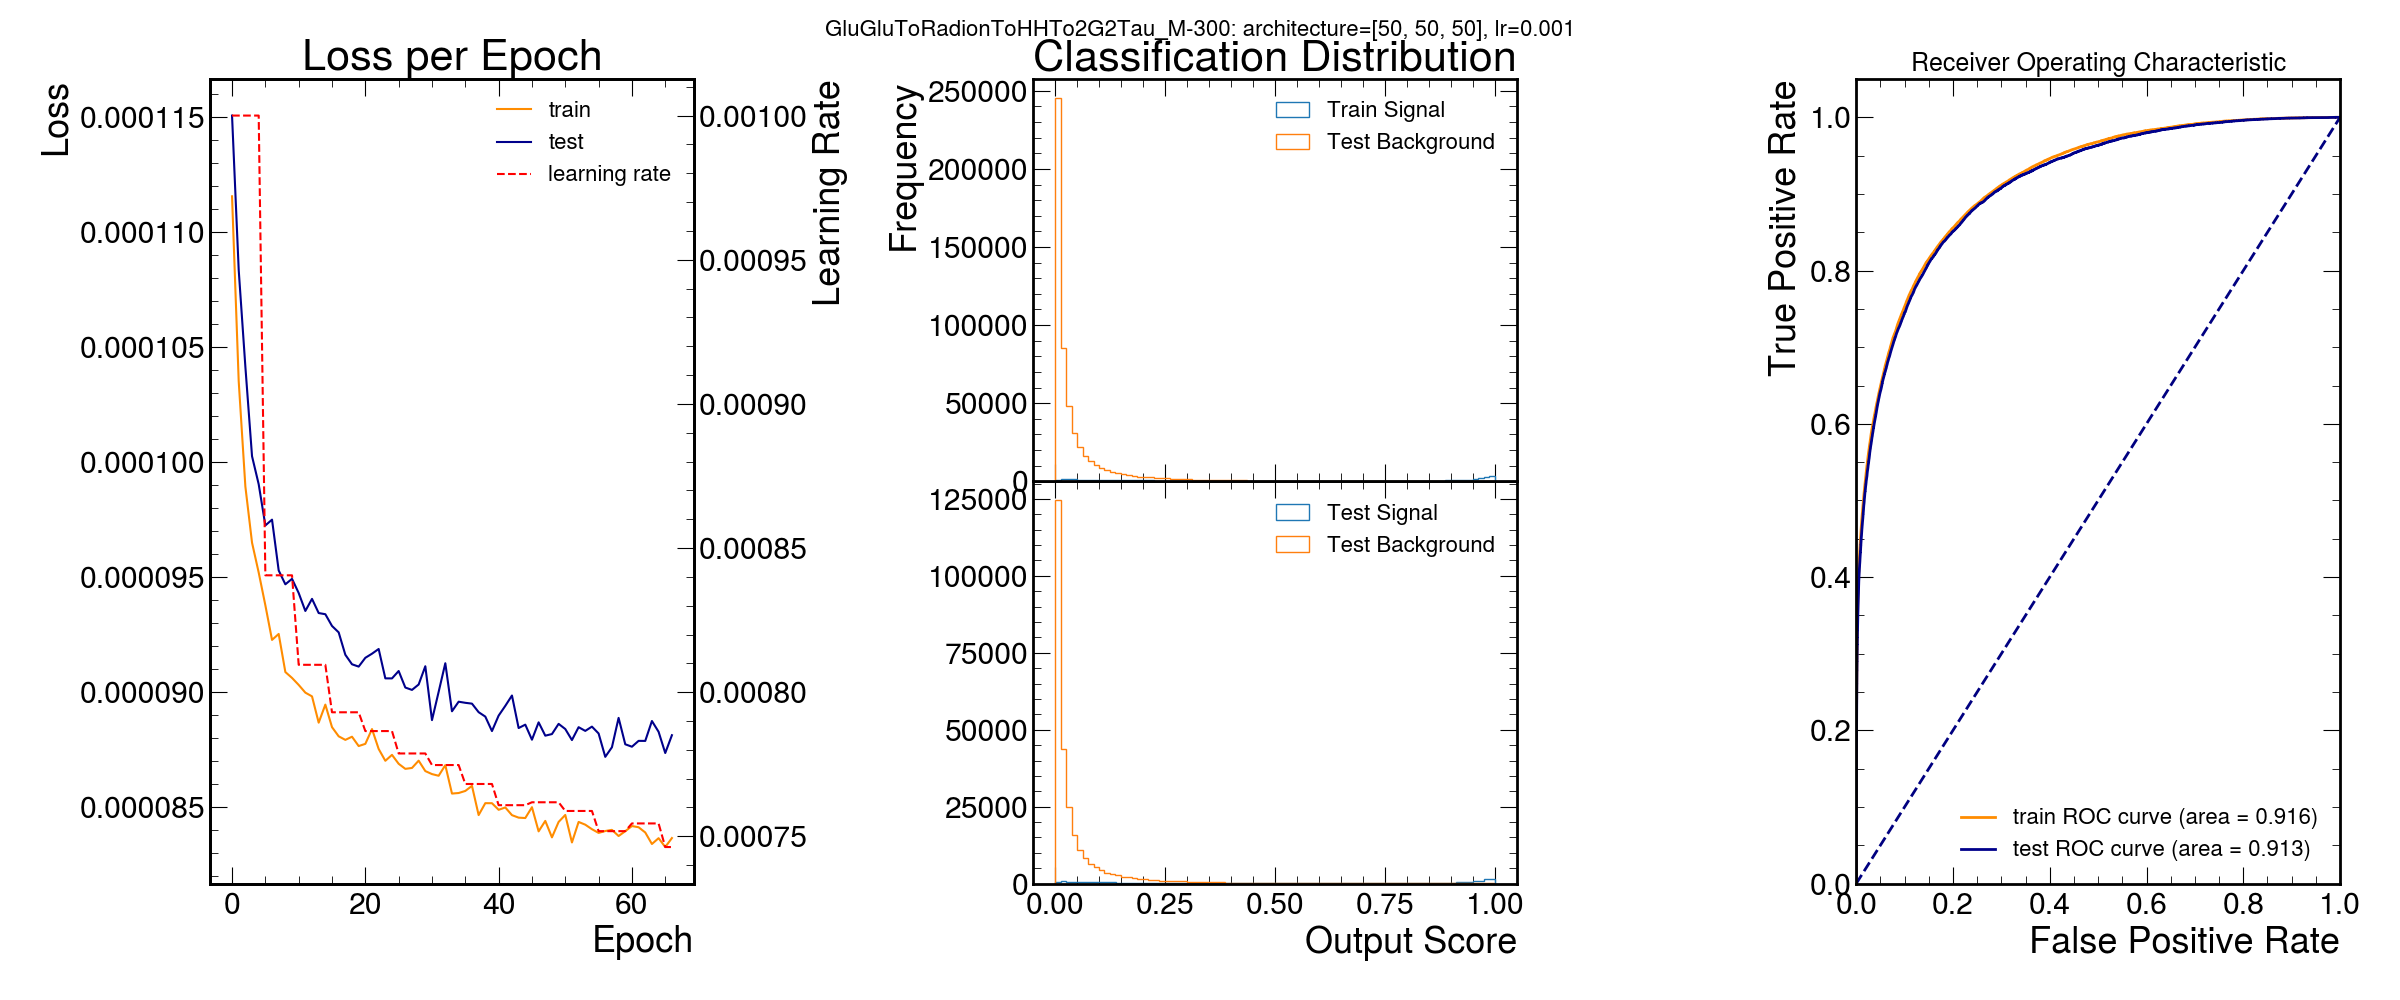 GluGluToRadionToHHTo2G2Tau_M-300: architecture=[50, 50, 50], lr=0.001
Loss per Epoch
Loss
0.000115
0.000110
0.000105
0.000100
0.000095
0.000090
0.000085
train
test
learning rate
0.00100
0.00095
0.00090
0.00085
0.00080
0.00075
Learning Rate
0
20
40
60
Epoch
Classification Distribution
Frequency
250000
200000
150000
100000
50000
0
Train Signal
Test Background
125000
100000
75000
50000
25000
0
Test Signal
Test Background
0.00
0.25
0.50
0.75
1.00
Output Score
Receiver Operating Characteristic
True Positive Rate
1.0
0.8
0.6
0.4
0.2
0.0
train ROC curve (area = 0.916)
test ROC curve (area = 0.913)
0.0
0.2
0.4
0.6
0.8
1.0
False Positive Rate